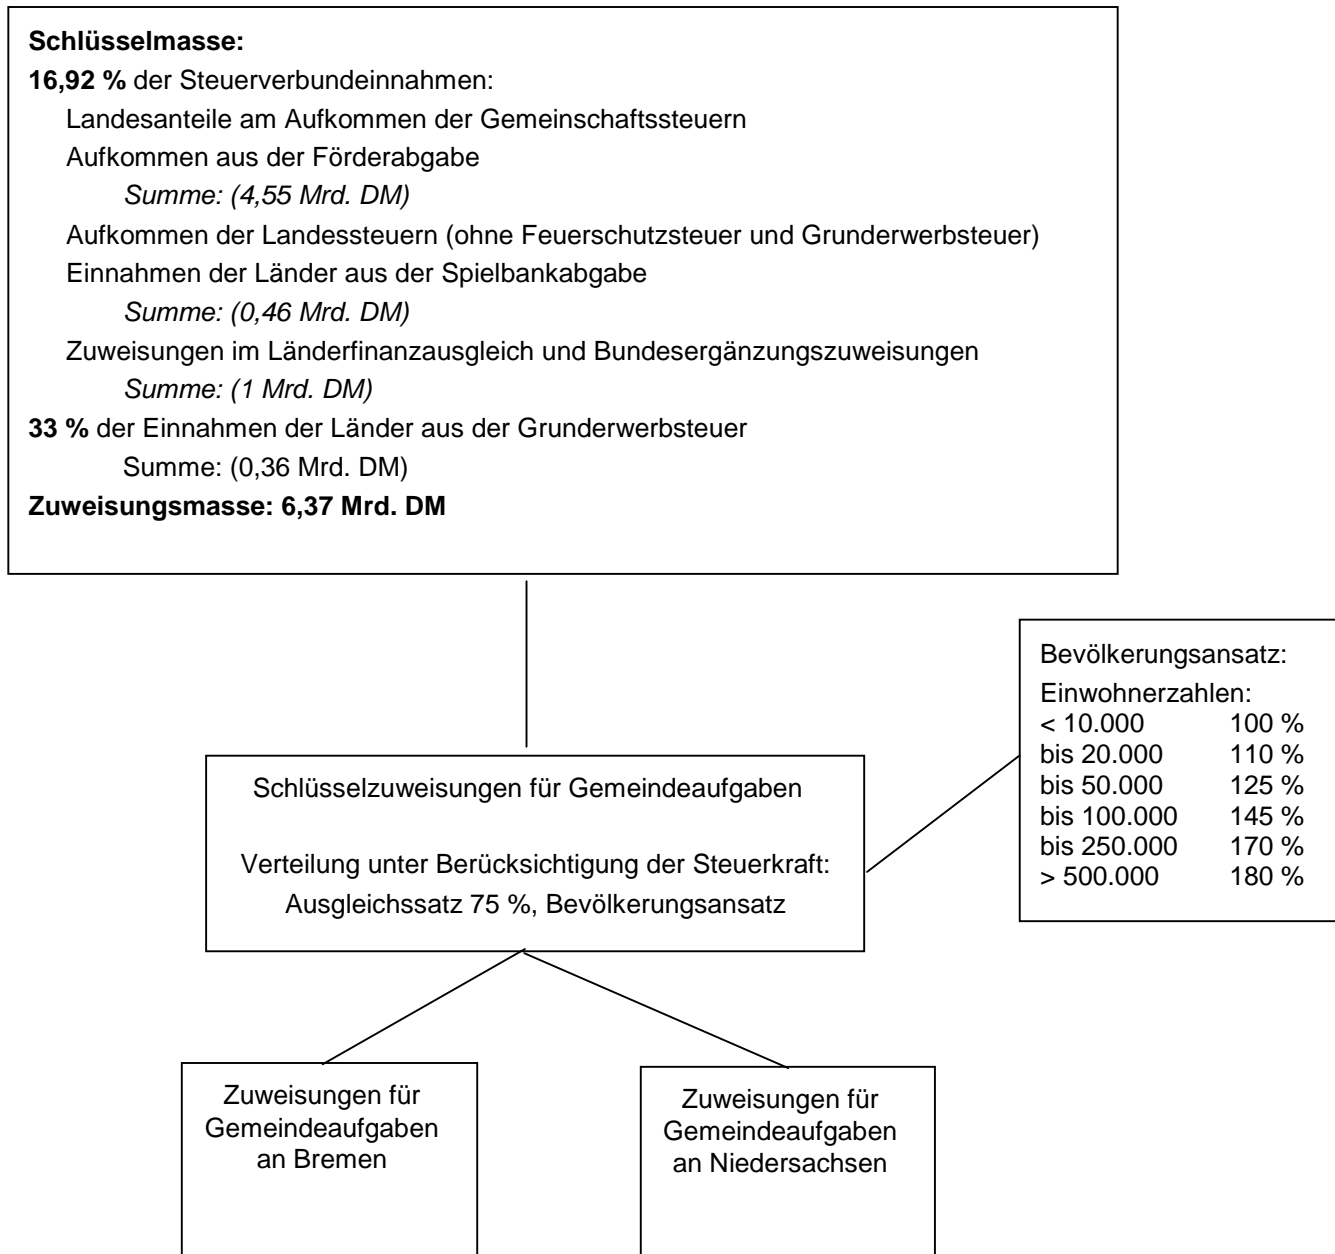 Schlüsselmasse:
16,92 % der Steuerverbundeinnahmen:
Landesanteile am Aufkommen der Gemeinschaftssteuern
Aufkommen aus der Förderabgabe
Summe: (4,55 Mrd. DM)
Aufkommen der Landessteuern (ohne Feuerschutzsteuer und Grunderwerbsteuer)
Einnahmen der Länder aus der Spielbankabgabe
Summe: (0,46 Mrd. DM)
Zuweisungen im Länderfinanzausgleich und Bundesergänzungszuweisungen
Summe: (1 Mrd. DM)
33 % der Einnahmen der Länder aus der Grunderwerbsteuer
Summe: (0,36 Mrd. DM)
Zuweisungsmasse: 6,37 Mrd. DM
Bevölkerungsansatz:
Einwohnerzahlen:
< 10.000 100 %
bis 20.000 110 %
bis 50.000 125 %
bis 100.000 145 %
bis 250.000 170 %
> 500.000 180 %
Schlüsselzuweisungen für Gemeindeaufgaben
Verteilung unter Berücksichtigung der Steuerkraft:
Ausgleichssatz 75 %, Bevölkerungsansatz
Zuweisungen für
Gemeindeaufgaben
an Bremen
Zuweisungen für
Gemeindeaufgaben
an Niedersachsen